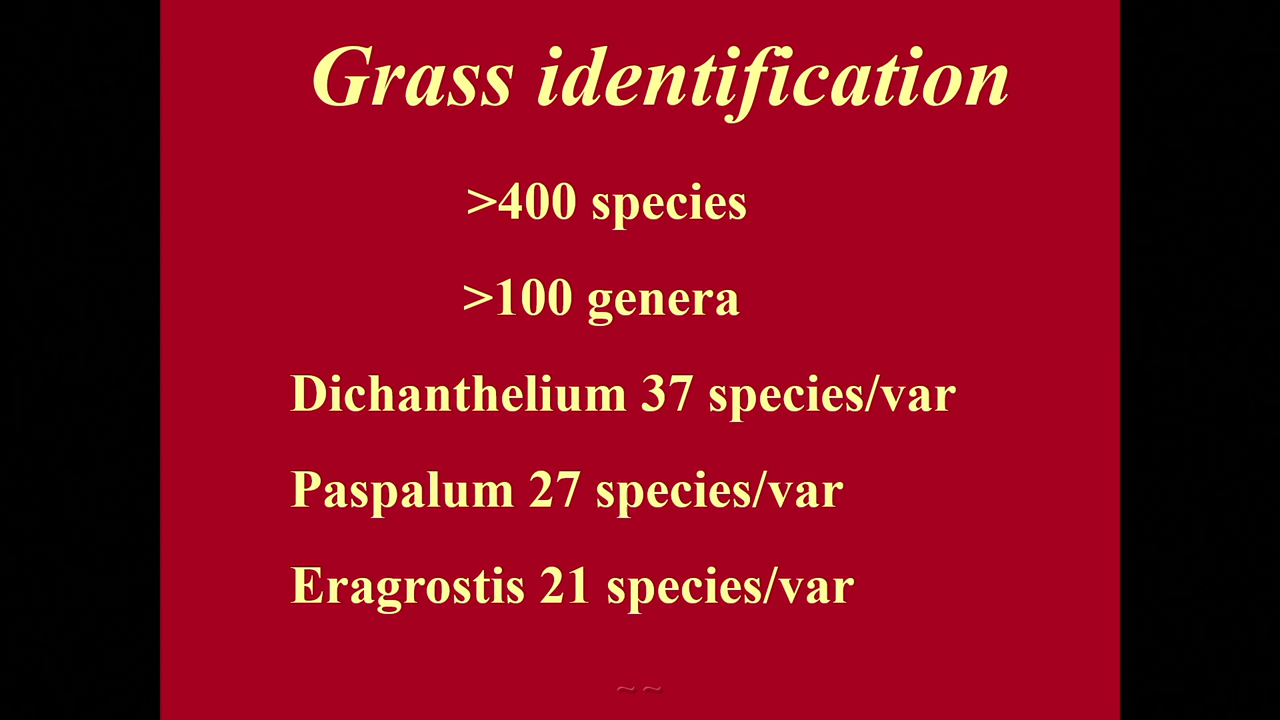 Grass identification
>400 species
>100 genera
Dichanthelium 37 species/var
Paspalum 27 species/var
Eragrostis 21 species/var
~ ~